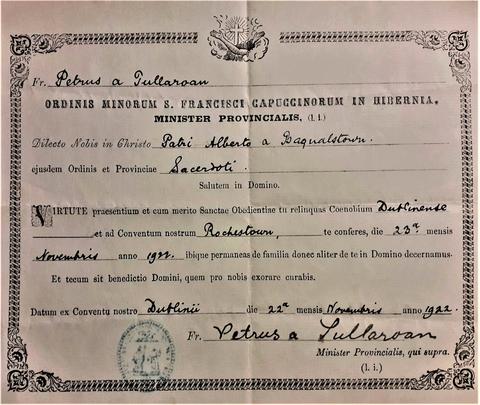 Fr. Petrus a Tullaroan
ORDINIS MINORUM S. FRANCISCI CAPUCCINORUM IN HIBERNIA,
MINISTER PROVINCIALIS, (l. i.)
Dilecto Nobis in Christo Patri Alberto a Bagnalstown.
ejusdem Ordinis et Provinciae Sacerdoti.
Salutem in Domino.
VIRTUTE praesentium et cum merito Sanctae Obedientiae tu relinquas Coenobium Dublinense
et ad Conventum nostrum Rochestown, te conferes, die 23ª mensis
Novembris anno 1922. ibique permaneas de familia donec aliter de te in Domino decernamus.
Et tecum sit benedictio Domini, quem pro nobis exorare curabis.
Datum ex Conventu nostro Dublinii die 22ª mensis Novembris anno 1922.
Fr. Petrus a Tullaroan
Minister Provincialis, qui supra.
(l. i.)